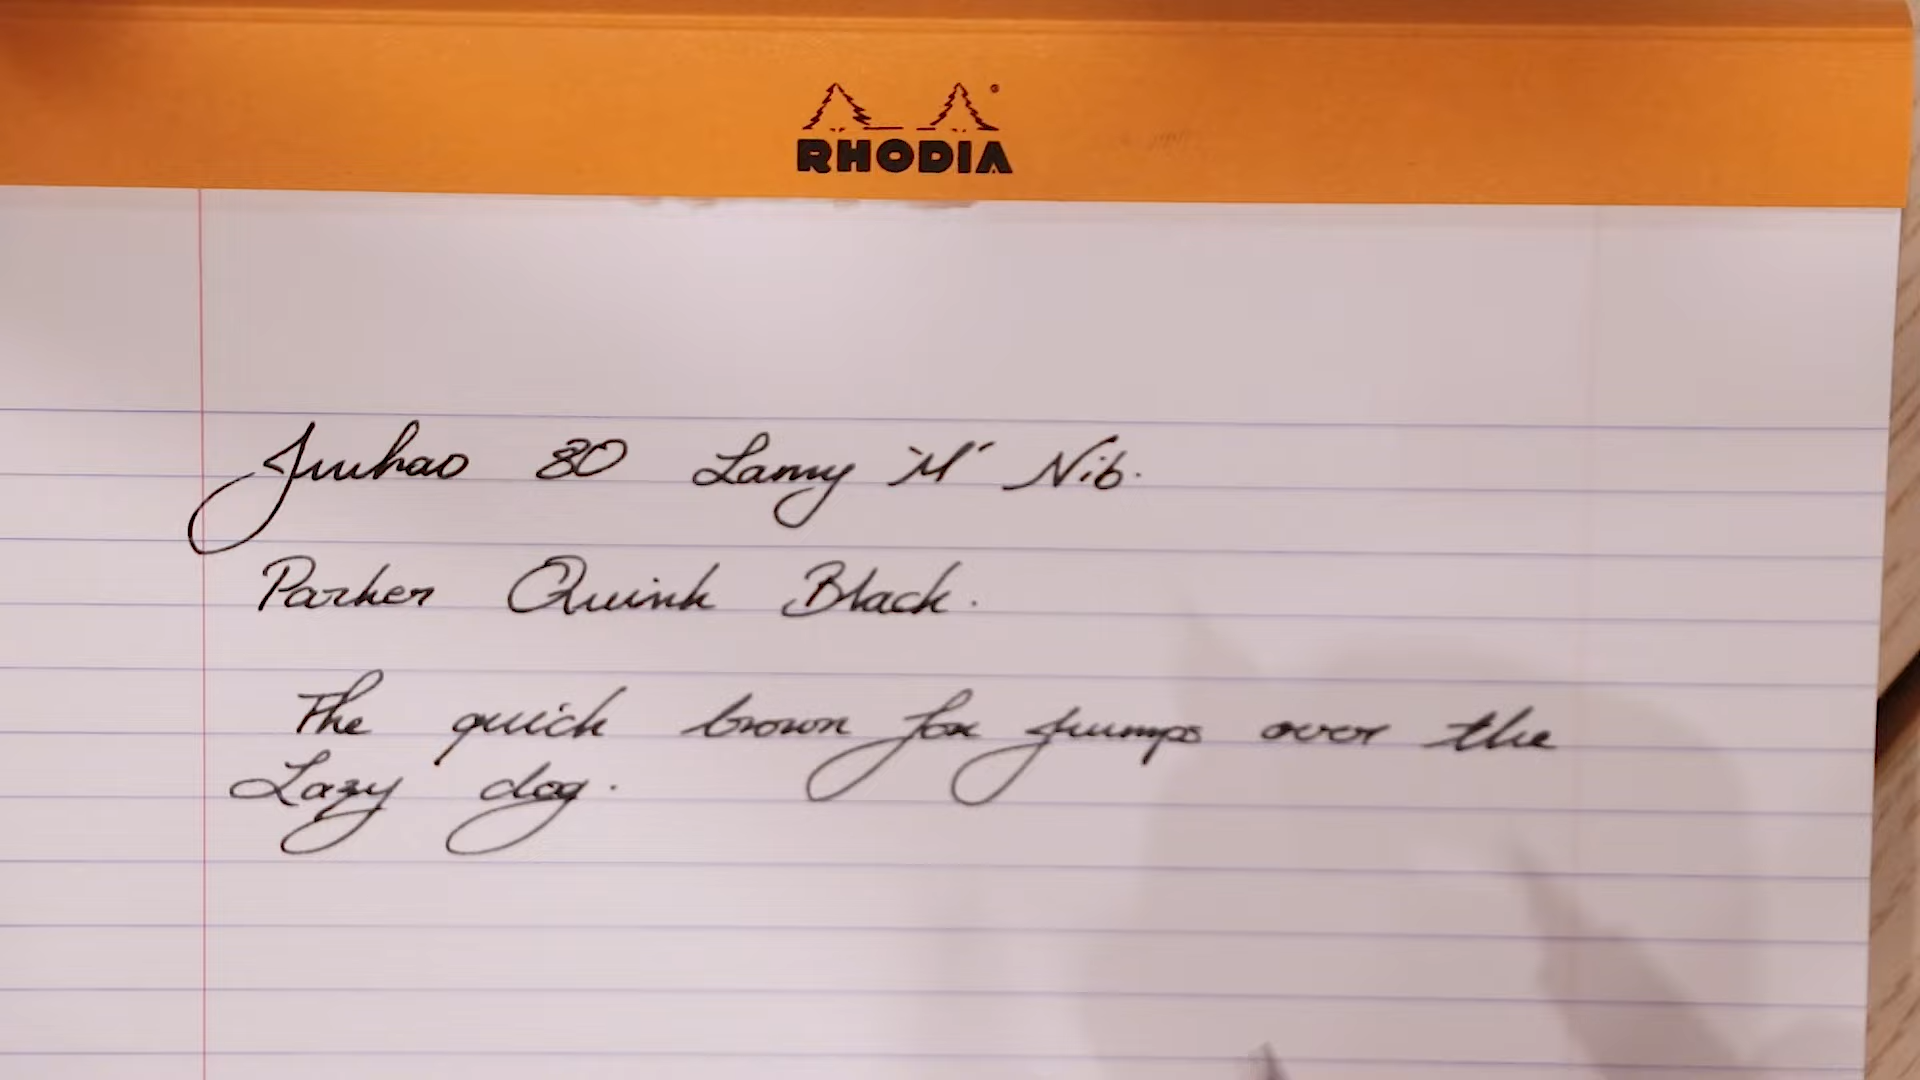 RHODIA
Jinhao 80 Lamy "M" Nib.
Parker Quink Black.
The quick brown fox jumps over the
Lazy dog.